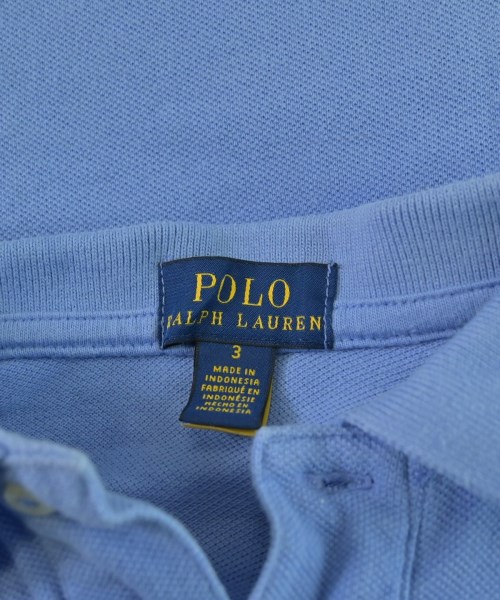 POLO
RALPH LAUREN
3
MADE IN
INDONESIA
FABRIQUÉ EN
INDONÉSIE
HECHO EN
INDONESIA